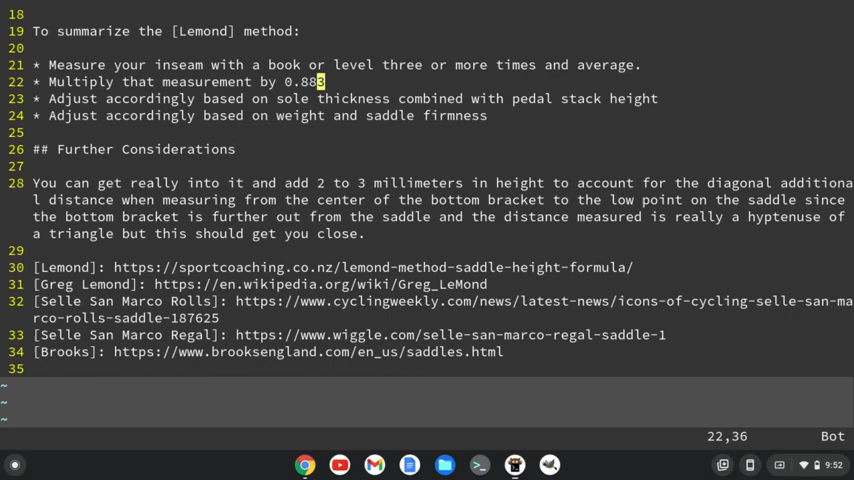 18
19 To summarize the [Lemond] method:
20
21 * Measure your inseam with a book or level three or more times and average.
22 * Multiply that measurement by 0.883
23 * Adjust accordingly based on sole thickness combined with pedal stack height
24 * Adjust accordingly based on weight and saddle firmness
25
26 ## Further Considerations
27
28 You can get really into it and add 2 to 3 millimeters in height to account for the diagonal additiona
l distance when measuring from the center of the bottom bracket to the low point on the saddle since
the bottom bracket is further out from the saddle and the distance measured is really a hyptenuse of
a triangle but this should get you close.
29
30 [Lemond]: https://sportcoaching.co.nz/lemond-method-saddle-height-formula/
31 [Greg Lemond]: https://en.wikipedia.org/wiki/Greg_LeMond
32 [Selle San Marco Rolls]: https://www.cyclingweekly.com/news/latest-news/icons-of-cycling-selle-san-ma
rco-rolls-saddle-187625
33 [Selle San Marco Regal]: https://www.wiggle.com/selle-san-marco-regal-saddle-1
34 [Brooks]: https://www.brooksengland.com/en_us/saddles.html
35
~
~
~
22,36 Bot
9:52